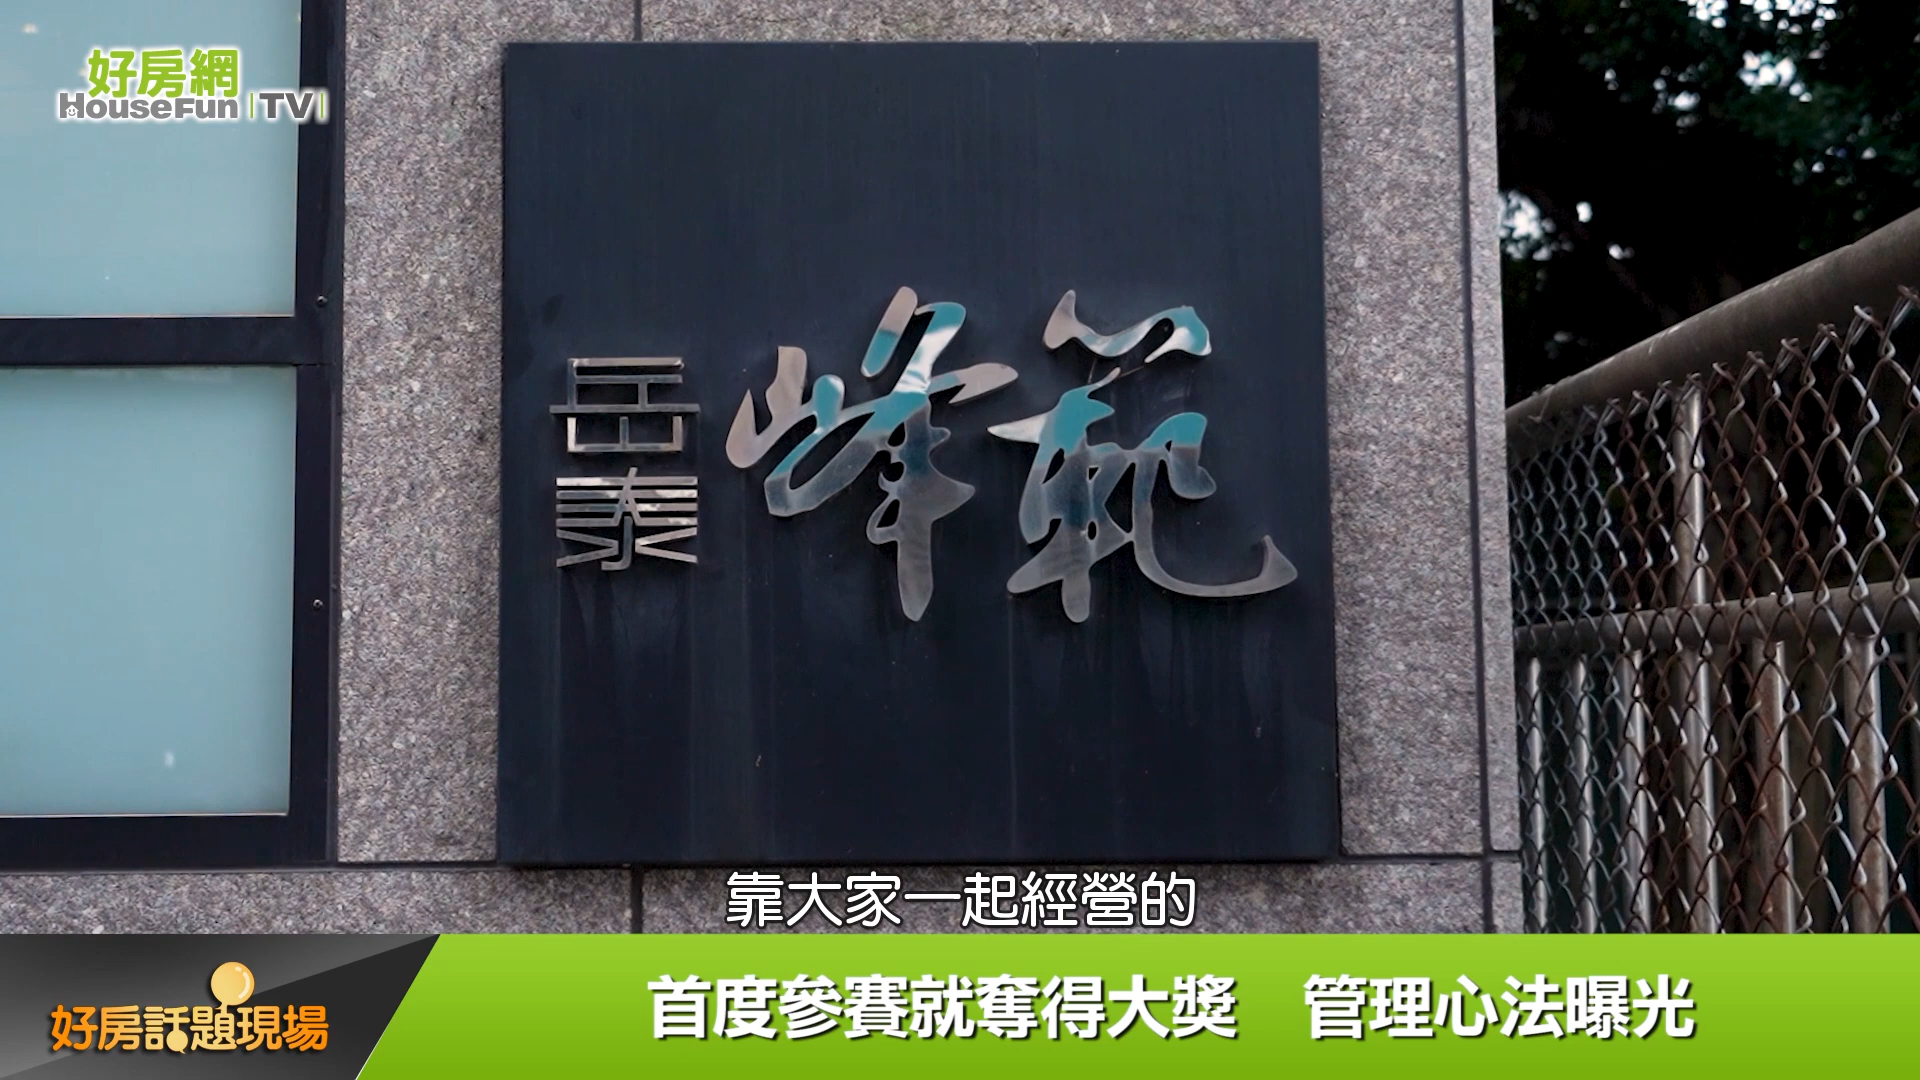 好房網
HouseFun TV
岳泰
峰範
靠大家一起經營的
好房話題現場
首度參賽就奪得大獎　管理心法曝光